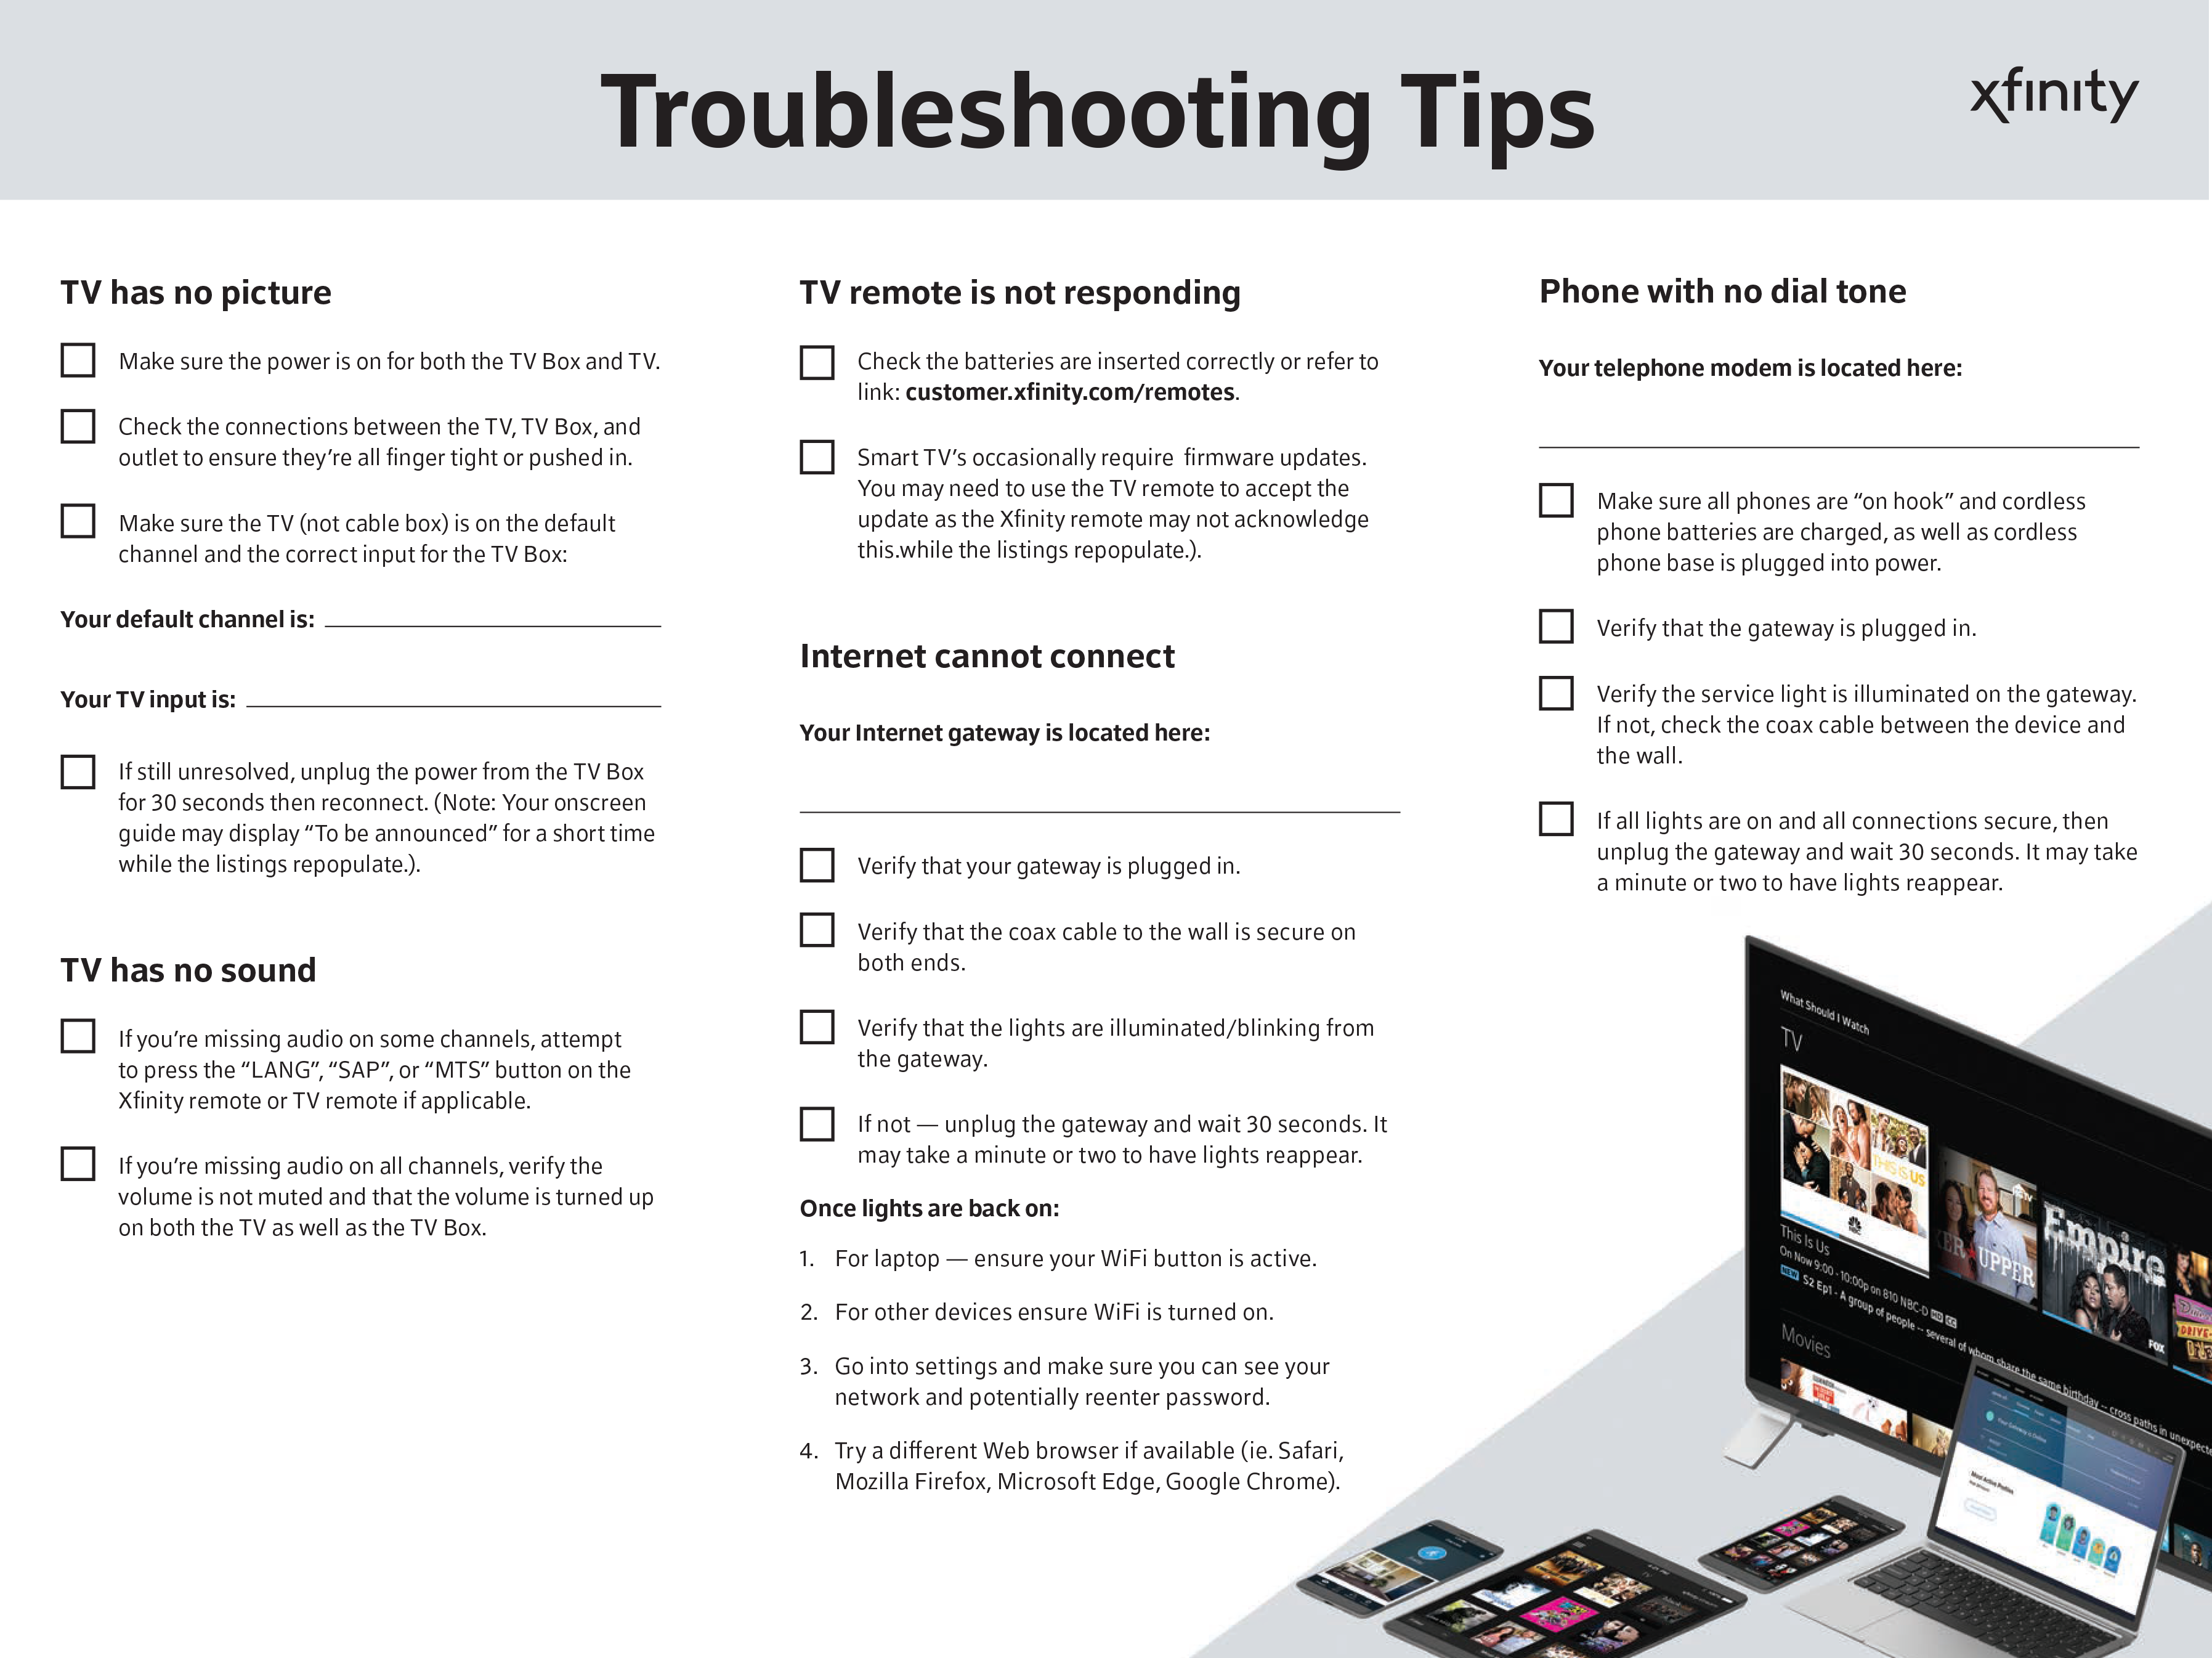 Troubleshooting Tips
xfinity
TV has no picture
Make sure the power is on for both the TV Box and TV.
Check the connections between the TV, TV Box, and
outlet to ensure they’re all finger tight or pushed in.
Make sure the TV (not cable box) is on the default
channel and the correct input for the TV Box:
Your default channel is:
Your TV input is:
If still unresolved, unplug the power from the TV Box
for 30 seconds then reconnect. (Note: Your onscreen
guide may display “To be announced” for a short time
while the listings repopulate.).
TV has no sound
If you’re missing audio on some channels, attempt
to press the “LANG”, “SAP”, or “MTS” button on the
Xfinity remote or TV remote if applicable.
If you’re missing audio on all channels, verify the
volume is not muted and that the volume is turned up
on both the TV as well as the TV Box.
TV remote is not responding
Check the batteries are inserted correctly or refer to
link: customer.xfinity.com/remotes.
Smart TV’s occasionally require firmware updates.
You may need to use the TV remote to accept the
update as the Xfinity remote may not acknowledge
this.while the listings repopulate.).
Internet cannot connect
Your Internet gateway is located here:
Verify that your gateway is plugged in.
Verify that the coax cable to the wall is secure on
both ends.
Verify that the lights are illuminated/blinking from
the gateway.
If not — unplug the gateway and wait 30 seconds. It
may take a minute or two to have lights reappear.
Once lights are back on:
1. For laptop — ensure your WiFi button is active.
2. For other devices ensure WiFi is turned on.
3. Go into settings and make sure you can see your
network and potentially reenter password.
4. Try a different Web browser if available (ie. Safari,
Mozilla Firefox, Microsoft Edge, Google Chrome).
Phone with no dial tone
Your telephone modem is located here:
Make sure all phones are “on hook” and cordless
phone batteries are charged, as well as cordless
phone base is plugged into power.
Verify that the gateway is plugged in.
Verify the service light is illuminated on the gateway.
If not, check the coax cable between the device and
the wall.
If all lights are on and all connections secure, then
unplug the gateway and wait 30 seconds. It may take
a minute or two to have lights reappear.
What Should I Watch
TV
THIS IS US
NBC
ER UPPER
Empire
FOX
DRIVE-
This Is Us
On Now 9:00 - 10:00p on 810 NBC-D HD CC
NEW S2 Ep1 - A group of people -- several of whom share the same birthday -- cross paths in unexpecte
Movies
Your Gateway is Online
Most Active Profiles